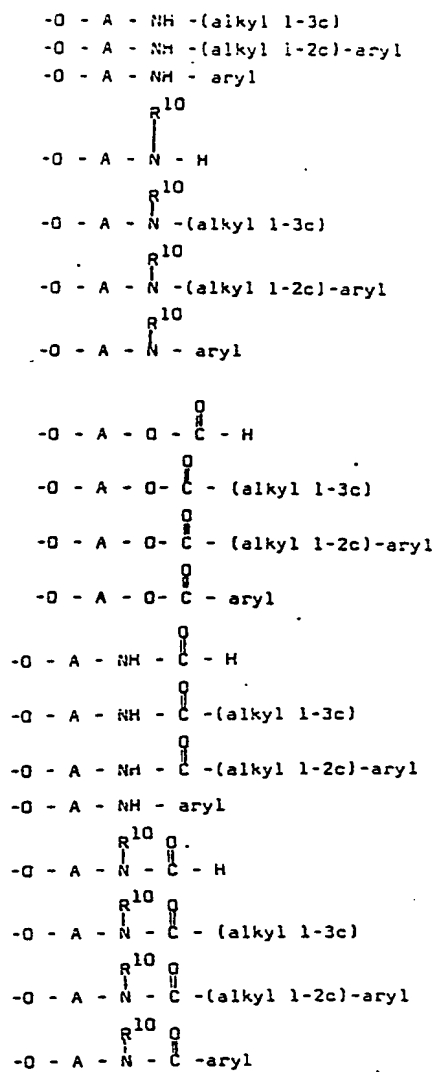 -O - A - NH -(alkyl 1-3c)
-O - A - NH -(alkyl 1-2c)-aryl
-O - A - NH - aryl
R10
-O - A - N - H
R10
-O - A - N -(alkyl 1-3c)
R10
-O - A - N -(alkyl 1-2c)-aryl
R10
-O - A - N - aryl
O
-O - A - O - C - H
O
-O - A - O- C - (alkyl 1-3c)
O
-O - A - O- C - (alkyl 1-2c)-aryl
O
-O - A - O- C - aryl
O
-O - A - NH - C - H
O
-O - A - NH - C -(alkyl 1-3c)
O
-O - A - NH - C -(alkyl 1-2c)-aryl
-O - A - NH - aryl
R10 O
-O - A - N - C - H
R10 O
-O - A - N - C - (alkyl 1-3c)
R10 O
-O - A - N - C -(alkyl 1-2c)-aryl
R10 O
-O - A - N - C -aryl